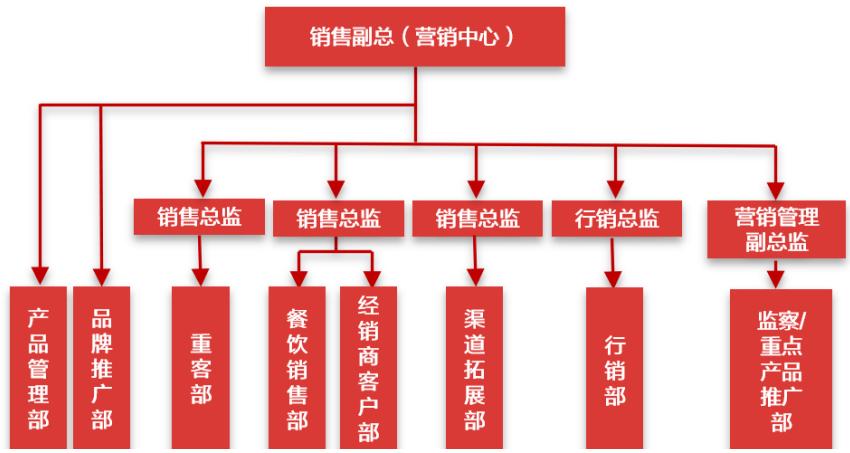 销售副总（营销中心）
销售总监
销售总监
销售总监
行销总监
营销管理
副总监
产品管理部
品牌推广部
重客部
餐饮销售部
经销商客户部
渠道拓展部
行销部
监察/
重点
产品
推广
部